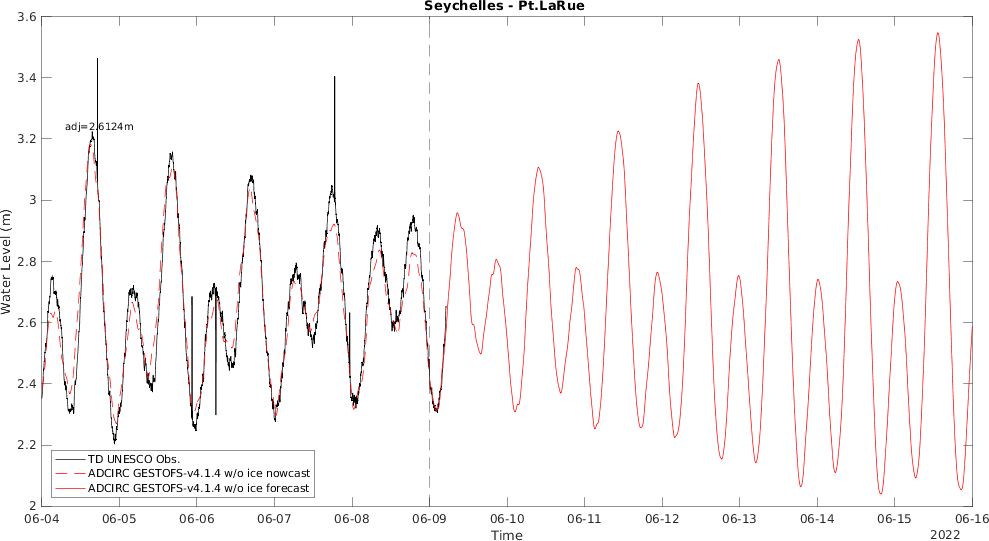 Seychelles - Pt.LaRue
3.6
3.4
adj=2.6124m
3.2
3
2.8
Water Level (m)
2.6
2.4
2.2
2
TD UNESCO Obs.
ADCIRC GESTOFS-v4.1.4 w/o ice nowcast
ADCIRC GESTOFS-v4.1.4 w/o ice forecast
06-04 06-05 06-06 06-07 06-08 06-09 06-10 06-11 06-12 06-13 06-14 06-15 06-16
Time
2022